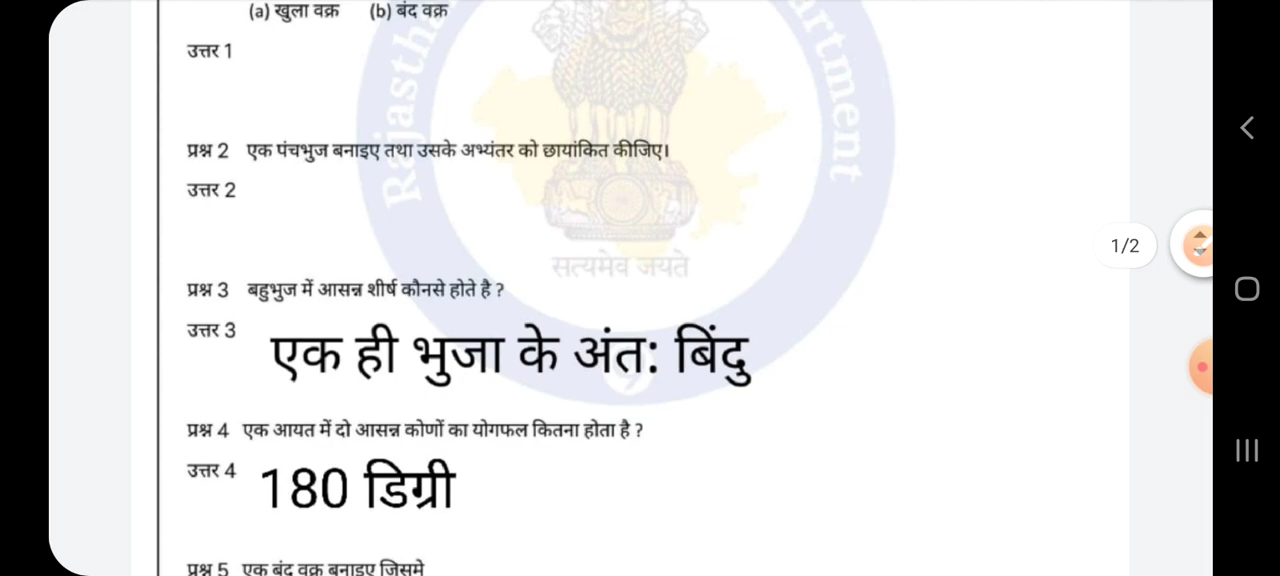 (a) खुला वक्र (b) बंद वक्र
उत्तर 1
प्रश्न 2 एक पंचभुज बनाइए तथा उसके अभ्यंतर को छायांकित कीजिए।
उत्तर 2
सत्यमेव जयते
प्रश्न 3 बहुभुज में आसन्न शीर्ष कौनसे होते है ?
उत्तर 3 एक ही भुजा के अंत: बिंदु
प्रश्न 4 एक आयत में दो आसन्न कोणों का योगफल कितना होता है ?
उत्तर 4 180 डिग्री
प्रश्न 5 एक बंद वक्र बनाइए जिसमे
1/2